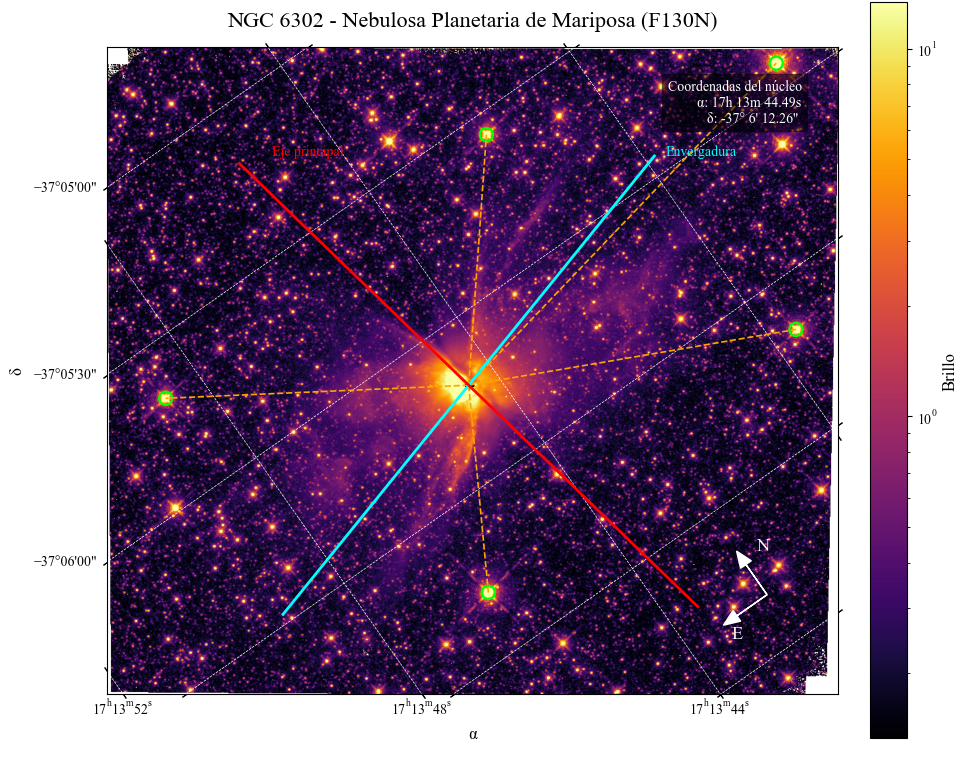 NGC 6302 - Nebulosa Planetaria de Mariposa (F130N)
Coordenadas del núcleo
α: 17h 13m 44.49s
δ: -37° 6' 12.26"
Eje principal
Envergadura
−37°05'00"
−37°05'30"
−37°06'00"
δ
N
E
17ʰ13ᵐ52ˢ
17ʰ13ᵐ48ˢ
17ʰ13ᵐ44ˢ
α
10¹
10⁰
Brillo